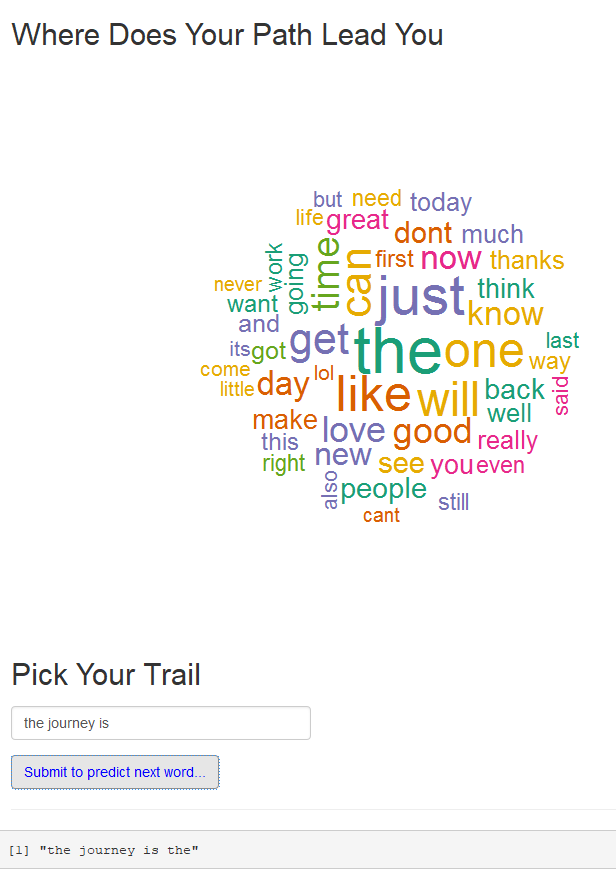 Where Does Your Path Lead You
but need today
life great
dont much
work going time can first now thanks
never
want just think
and know
its got get the one last
come way
little day lol like will back said
make well
this love good really
right new see you even
also people still
cant
Pick Your Trail
the journey is
Submit to predict next word...
[1] "the journey is the"